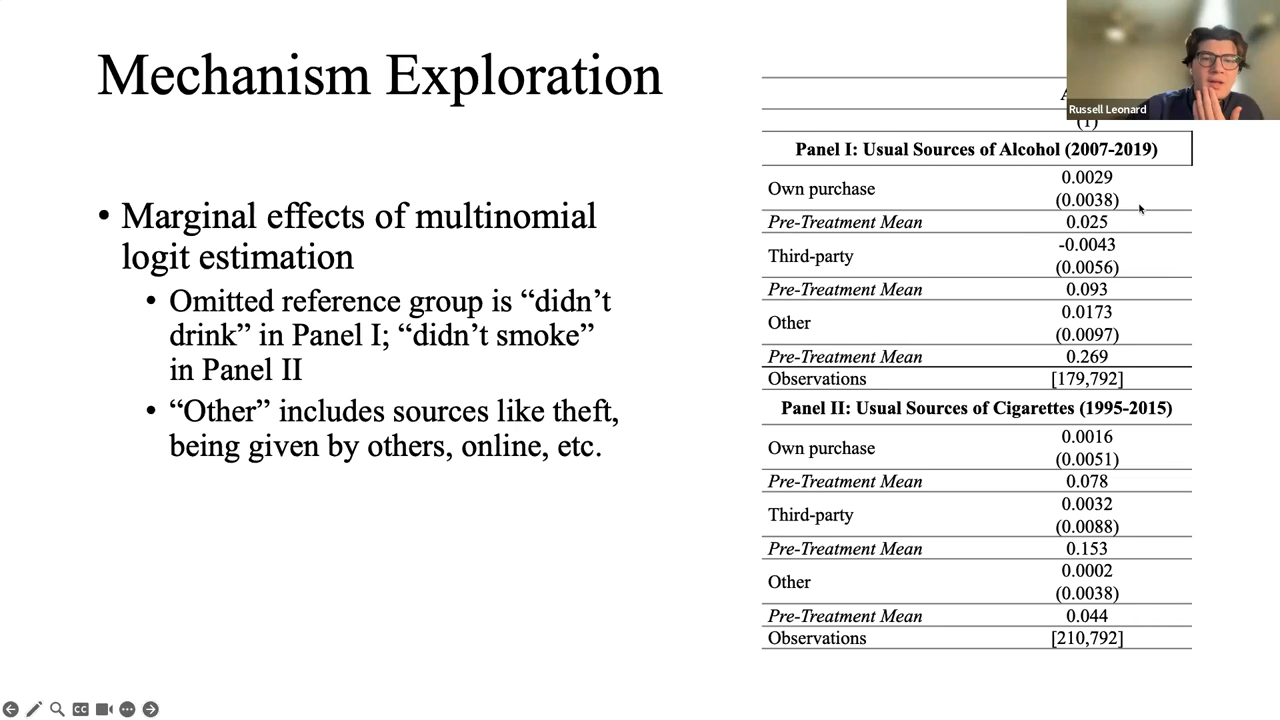 Mechanism Exploration
• Marginal effects of multinomial
logit estimation
• Omitted reference group is “didn’t
drink” in Panel I; “didn’t smoke”
in Panel II
• “Other” includes sources like theft,
being given by others, online, etc.
Russell Leonard
(1)
Panel I: Usual Sources of Alcohol (2007-2019)
Own purchase 0.0029
(0.0038)
Pre-Treatment Mean 0.025
Third-party -0.0043
(0.0056)
Pre-Treatment Mean 0.093
Other 0.0173
(0.0097)
Pre-Treatment Mean 0.269
Observations [179,792]
Panel II: Usual Sources of Cigarettes (1995-2015)
Own purchase 0.0016
(0.0051)
Pre-Treatment Mean 0.078
Third-party 0.0032
(0.0088)
Pre-Treatment Mean 0.153
Other 0.0002
(0.0038)
Pre-Treatment Mean 0.044
Observations [210,792]
CC